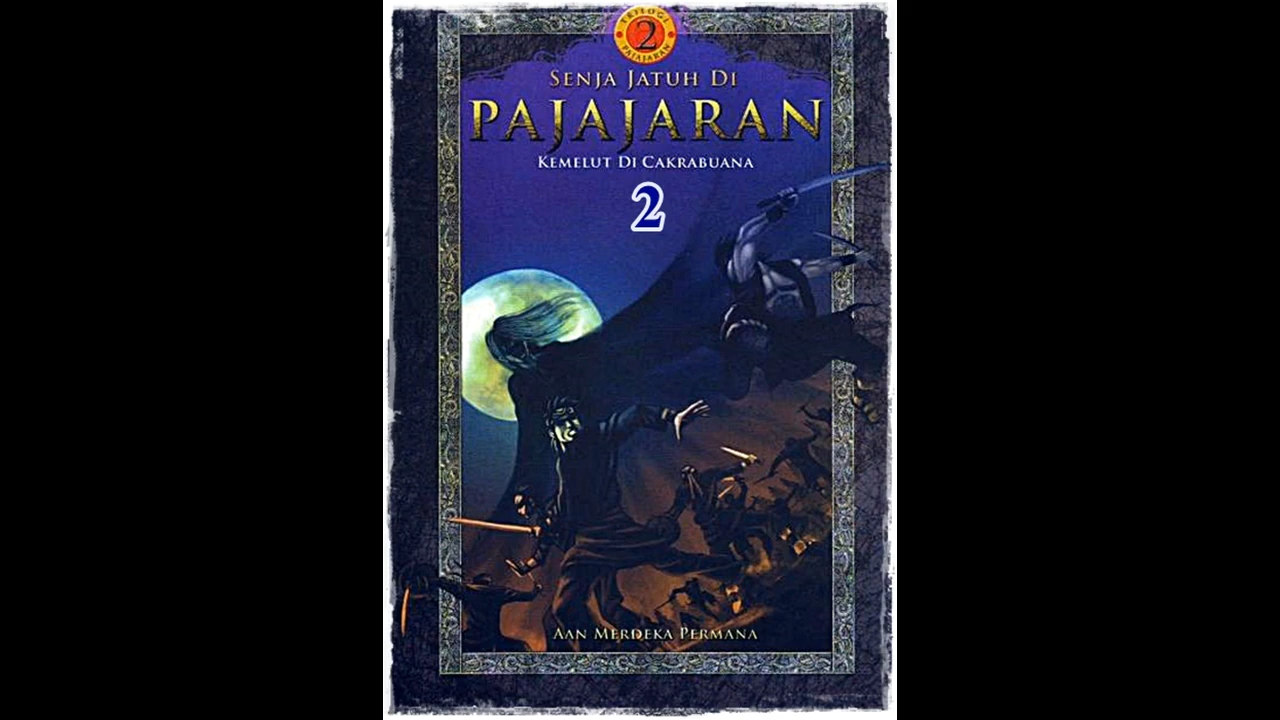 TRILOGI
2
PAJAJARAN
SENJA JATUH DI
PAJAJARAN
KEMELUT DI CAKRABUANA
2
AAN MERDEKA PERMANA